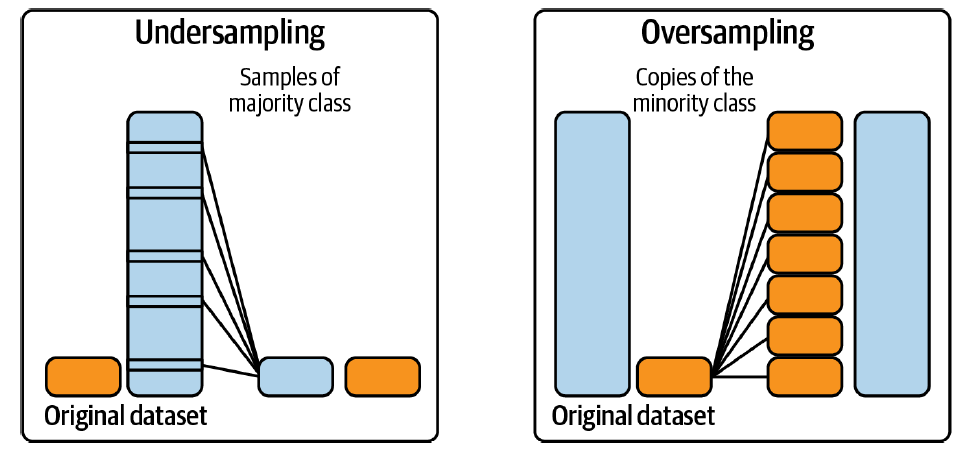 Undersampling
Samples of
majority class
Original dataset
Oversampling
Copies of the
minority class
Original dataset